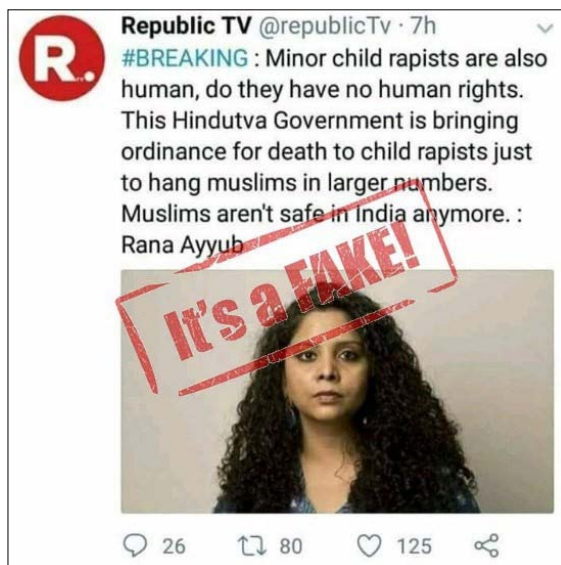 R.
Republic TV @republicTv · 7h
#BREAKING : Minor child rapists are also
human, do they have no human rights.
This Hindutva Government is bringing
ordinance for death to child rapists just
to hang muslims in larger numbers.
Muslims aren't safe in India anymore. :
Rana Ayyub
It's a FAKE!
26 80 125